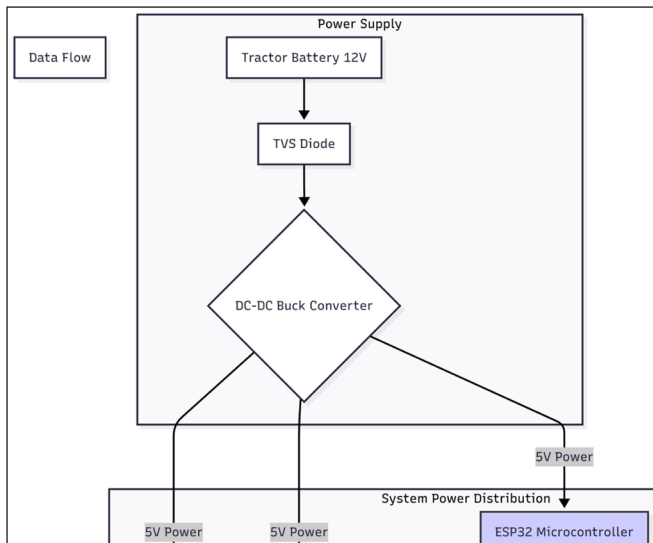 Power Supply
Data Flow
Tractor Battery 12V
TVS Diode
DC-DC Buck Converter
5V Power
System Power Distribution
5V Power
5V Power
ESP32 Microcontroller